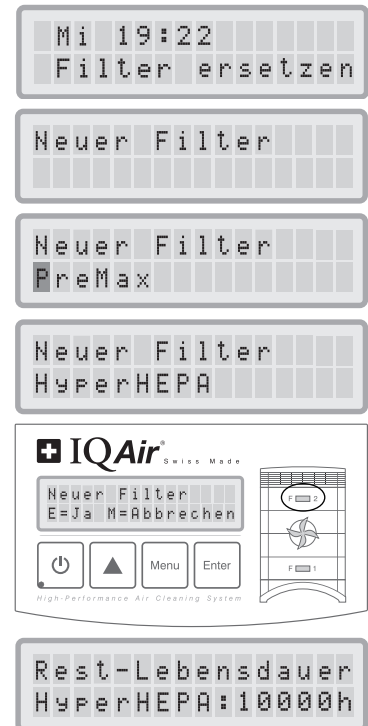 Mi 19:22
Filter ersetzen
Neuer Filter
Neuer Filter
PreMax
Neuer Filter
HyperHEPA
IQAir® Swiss Made
Neuer Filter
E=Ja M=Abbrechen
Menu Enter
High-Performance Air Cleaning System
F 2
F 1
Rest-Lebensdauer
HyperHEPA:10000h